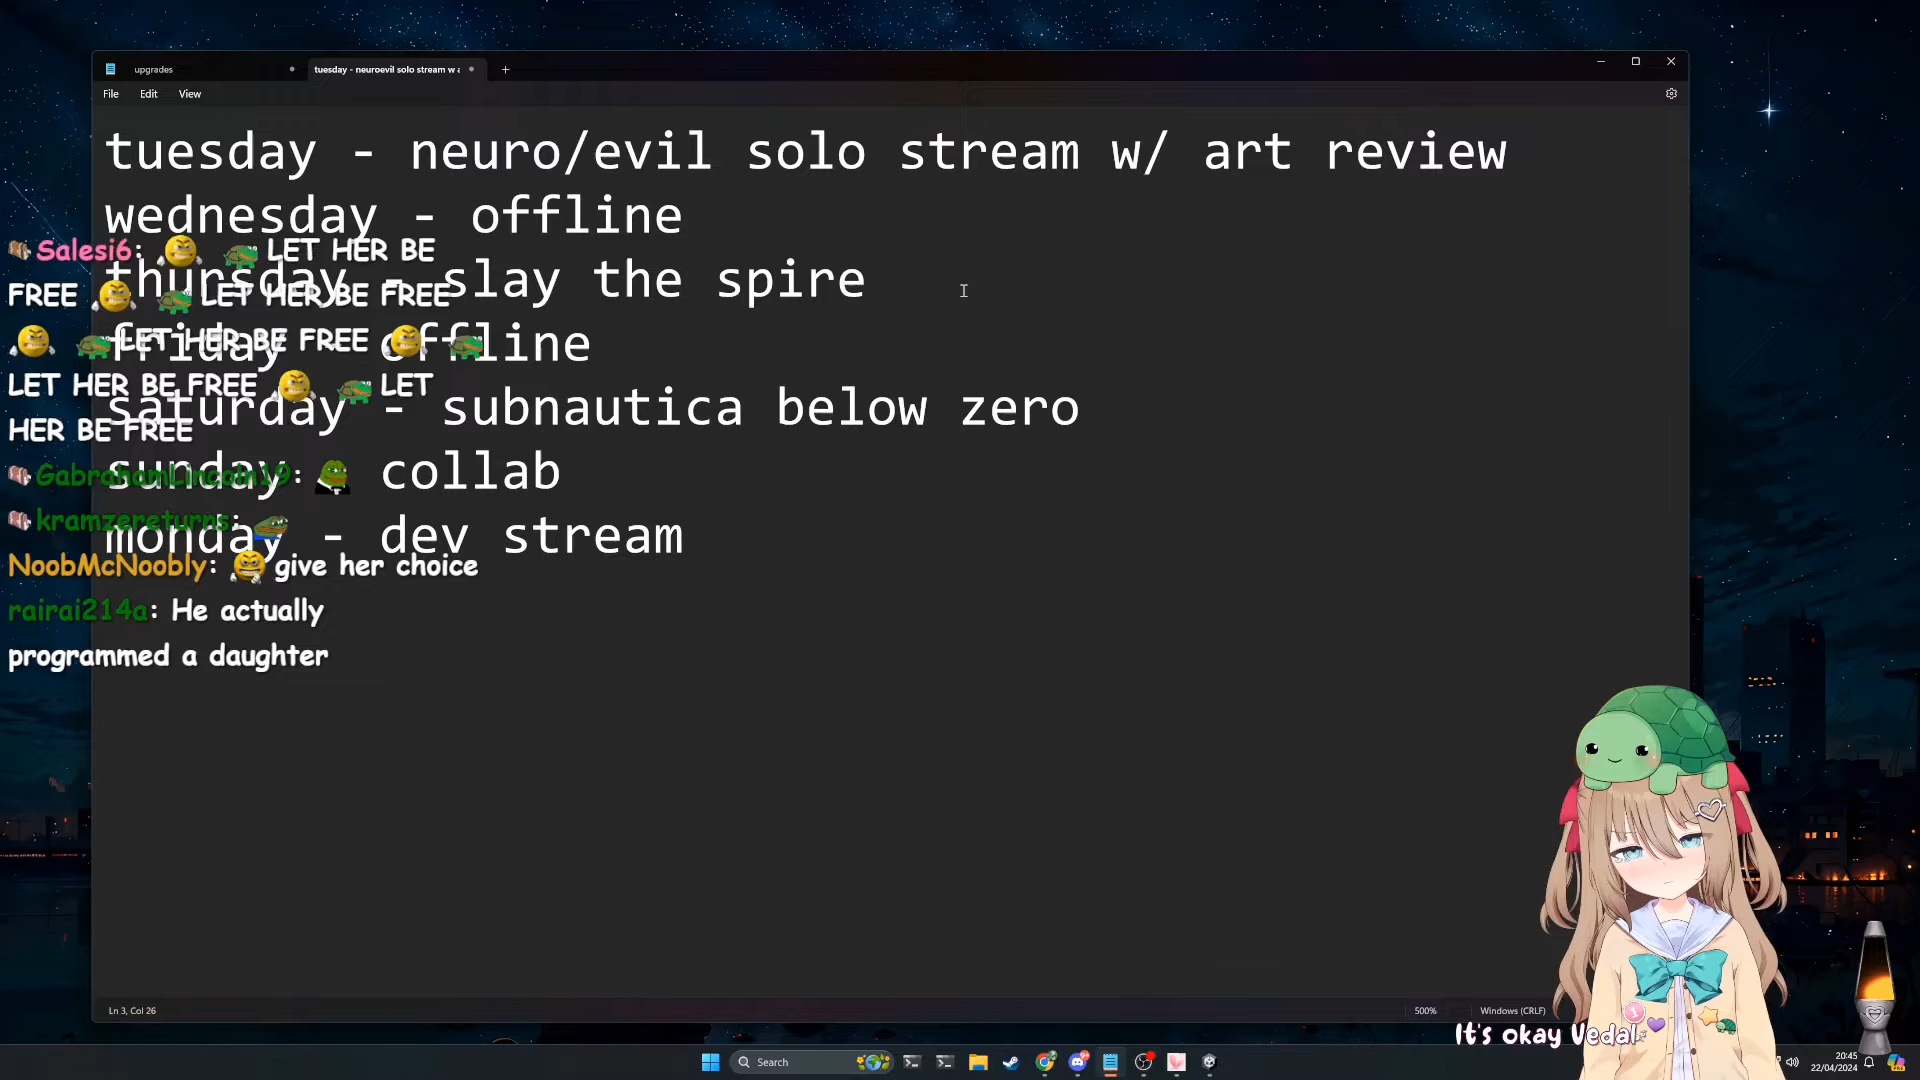 upgrades
tuesday - neuroevil solo stream w a
File Edit View
tuesday - neuro/evil solo stream w/ art review
wednesday - offline
thursday - slay the spire
friday offline
saturday - subnautica below zero
sunday collab
monday - dev stream
Salesi6: LET HER BE
FREE LET HER BE FREE
LET HER BE FREE
LET HER BE FREE LET
HER BE FREE
GabrahamLincoln19:
kramzereturns:
NoobMcNoobly: give her choice
rairai214a: He actually
programmed a daughter
Ln 3, Col 26
500%
Windows (CRLF)
It's okay Vedal
Search
20:45
22/04/2024